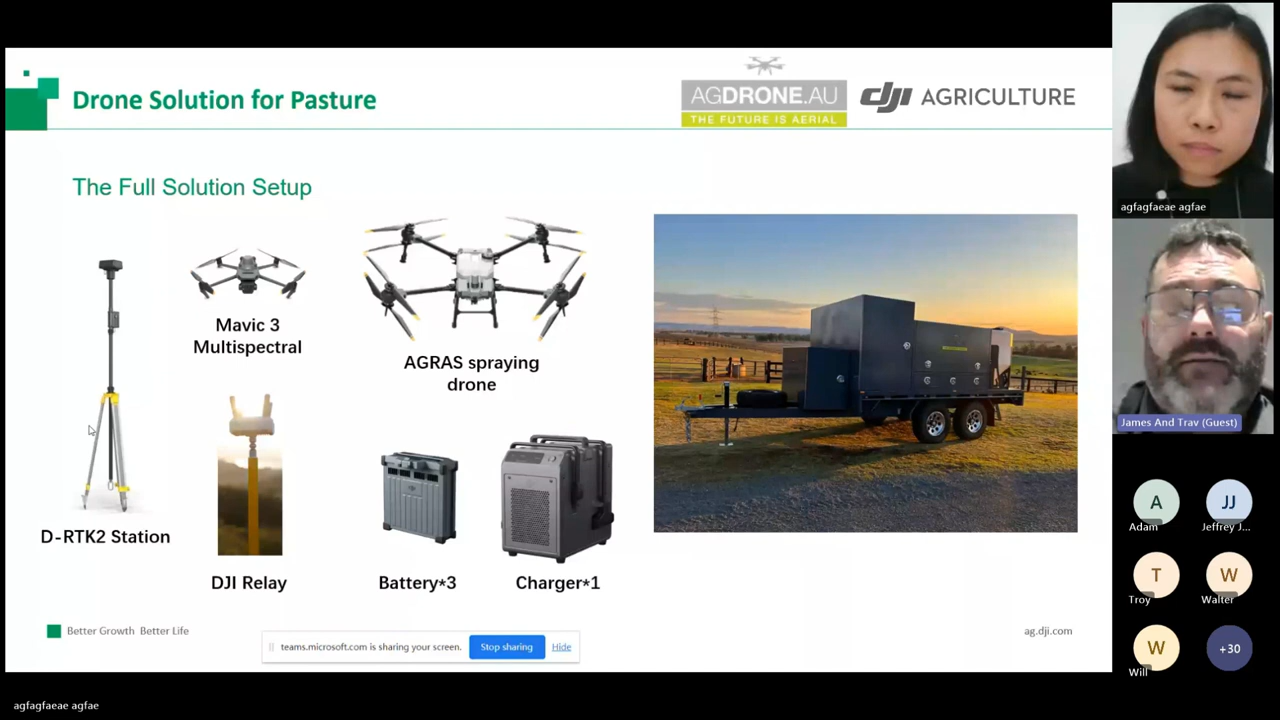 Drone Solution for Pasture
AGDRONE.AU
THE FUTURE IS AERIAL
dji AGRICULTURE
The Full Solution Setup
Mavic 3
Multispectral
AGRAS spraying
drone
D-RTK2 Station
DJI Relay
Battery*3
Charger*1
Better Growth Better Life
ag.dji.com
teams.microsoft.com is sharing your screen.
Stop sharing
Hide
agfagfaeae agfae
James And Trav (Guest)
A
Adam
JJ
Jeffrey J...
T
Troy
W
Walter
W
Will
+30
agfagfaeae agfae